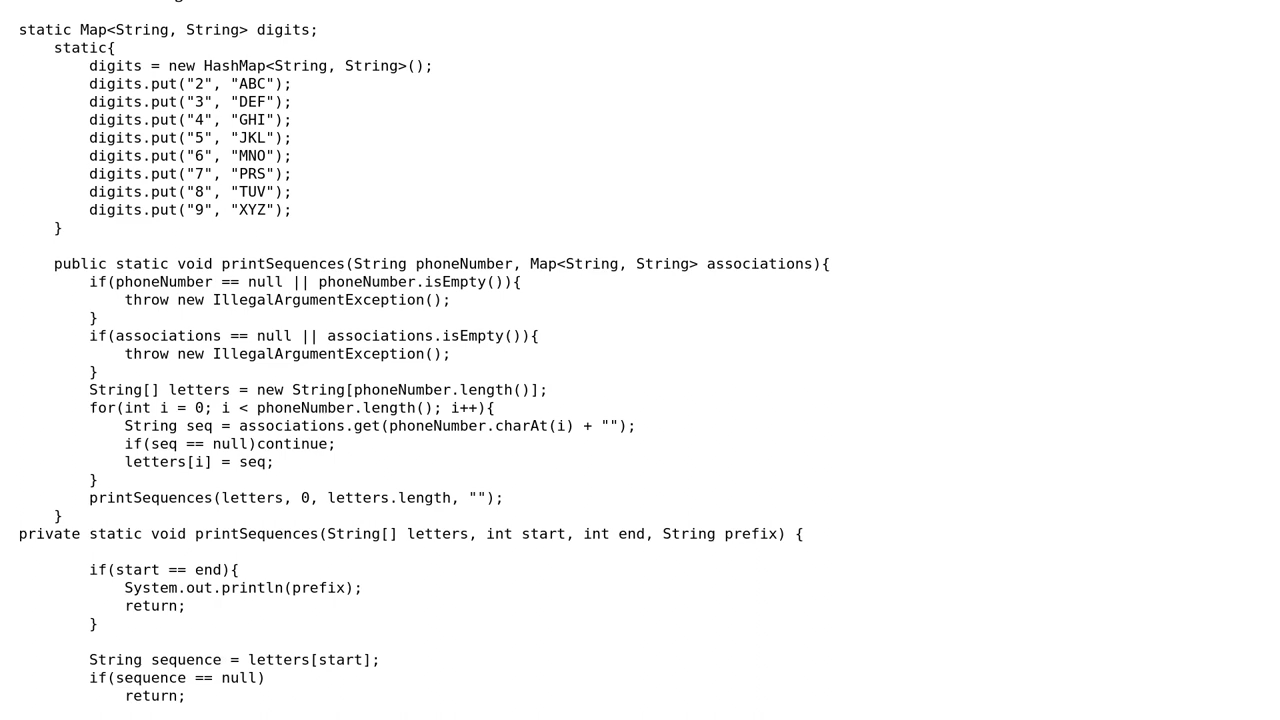 static Map<String, String> digits;
    static{
        digits = new HashMap<String, String>();
        digits.put("2", "ABC");
        digits.put("3", "DEF");
        digits.put("4", "GHI");
        digits.put("5", "JKL");
        digits.put("6", "MNO");
        digits.put("7", "PRS");
        digits.put("8", "TUV");
        digits.put("9", "XYZ");
    }

    public static void printSequences(String phoneNumber, Map<String, String> associations){
        if(phoneNumber == null || phoneNumber.isEmpty()){
            throw new IllegalArgumentException();
        }
        if(associations == null || associations.isEmpty()){
            throw new IllegalArgumentException();
        }
        String[] letters = new String[phoneNumber.length()];
        for(int i = 0; i < phoneNumber.length(); i++){
            String seq = associations.get(phoneNumber.charAt(i) + "");
            if(seq == null)continue;
            letters[i] = seq;
        }
        printSequences(letters, 0, letters.length, "");
    }
private static void printSequences(String[] letters, int start, int end, String prefix) {

        if(start == end){
            System.out.println(prefix);
            return;
        }

        String sequence = letters[start];
        if(sequence == null)
            return;